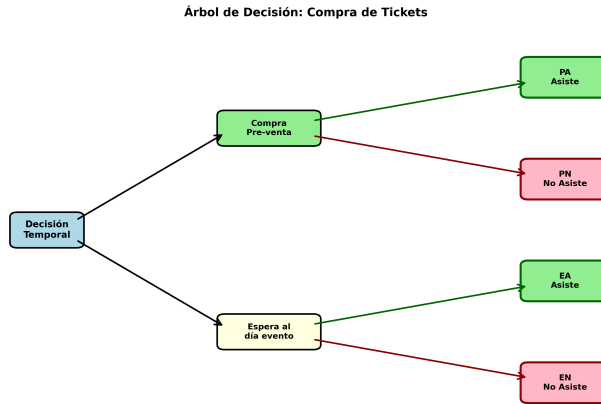 Árbol de Decisión: Compra de Tickets
PA
Asiste
Compra
Pre-venta
PN
No Asiste
Decisión
Temporal
EA
Asiste
Espera al
día evento
EN
No Asiste